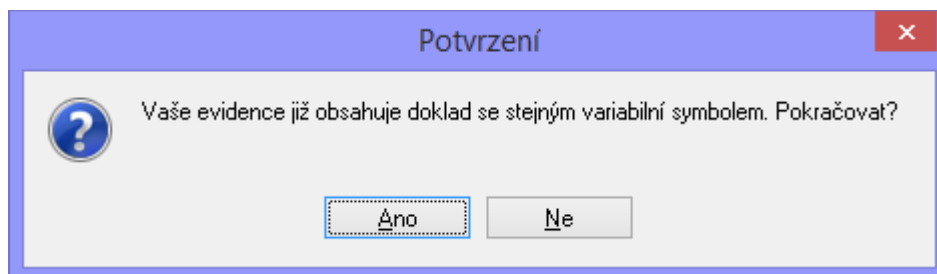 Potvrzení
Vaše evidence již obsahuje doklad se stejným variabilní symbolem. Pokračovat?
Ano
Ne